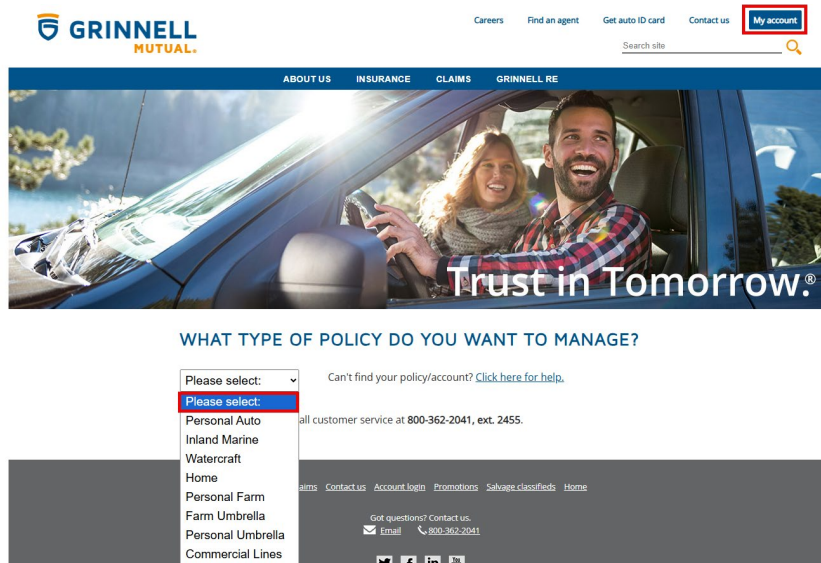 GRINNELL
MUTUAL®
Careers Find an agent Get auto ID card Contact us My account
Search site
ABOUT US INSURANCE CLAIMS GRINNELL RE
Trust in Tomorrow.®
WHAT TYPE OF POLICY DO YOU WANT TO MANAGE?
Please select: Can't find your policy/account? Click here for help.
Please select:
Personal Auto all customer service at 800-362-2041, ext. 2455.
Inland Marine
Watercraft
Home
aims Contact us Account login Promotions Salvage classifieds Home
Personal Farm
Farm Umbrella Got questions? Contact us.
Email 800-362-2041
Personal Umbrella
Commercial Lines